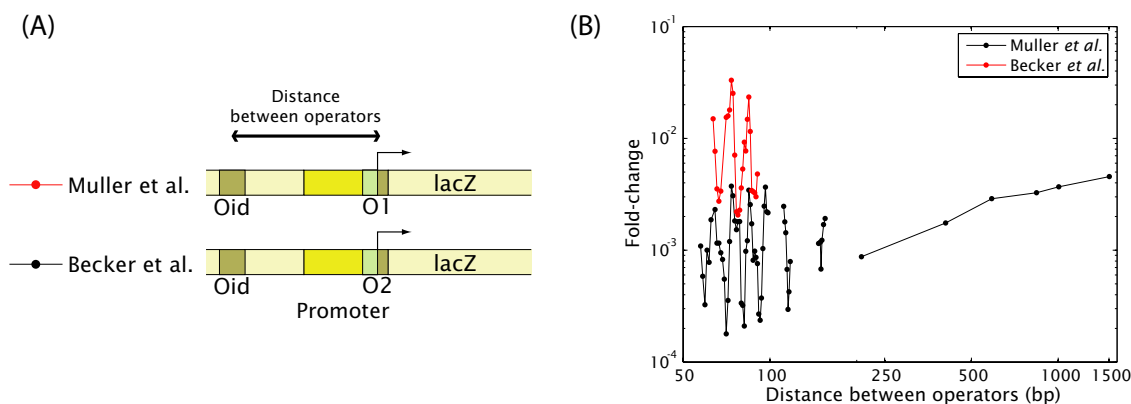 (A)
Distance
between operators
Muller et al.
lacZ
Oid
O1
Becker et al.
lacZ
Oid
O2
Promoter
(B)
Muller et al.
Becker et al.
Fold-change
10^-1
10^-2
10^-3
10^-4
50 100 250 500 1000 1500
Distance between operators (bp)